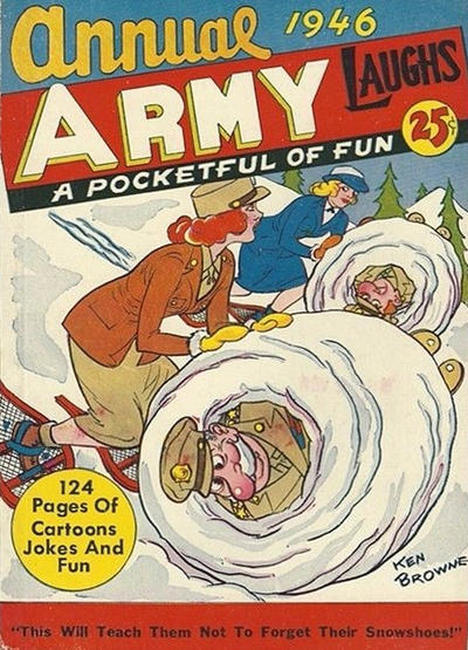 Annual 1946
ARMY LAUGHS
25¢
A POCKETFUL OF FUN
124
Pages Of
Cartoons
Jokes And
Fun
KEN
BROWNE
"This Will Teach Them Not To Forget Their Snowshoes!"